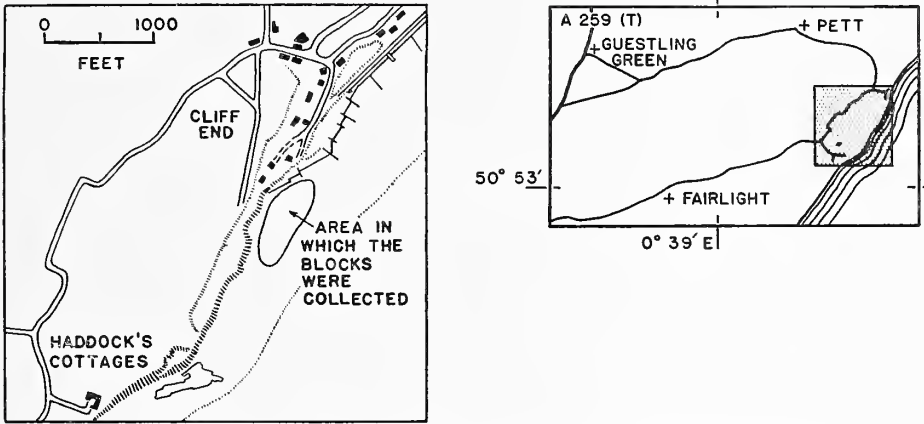 0 1000
FEET
CLIFF
END
AREA IN
WHICH THE
BLOCKS
WERE
COLLECTED
HADDOCK'S
COTTAGES
A 259 (T)
+ PETT
+ GUESTLING
GREEN
50° 53′
+ FAIRLIGHT
0° 39′ E